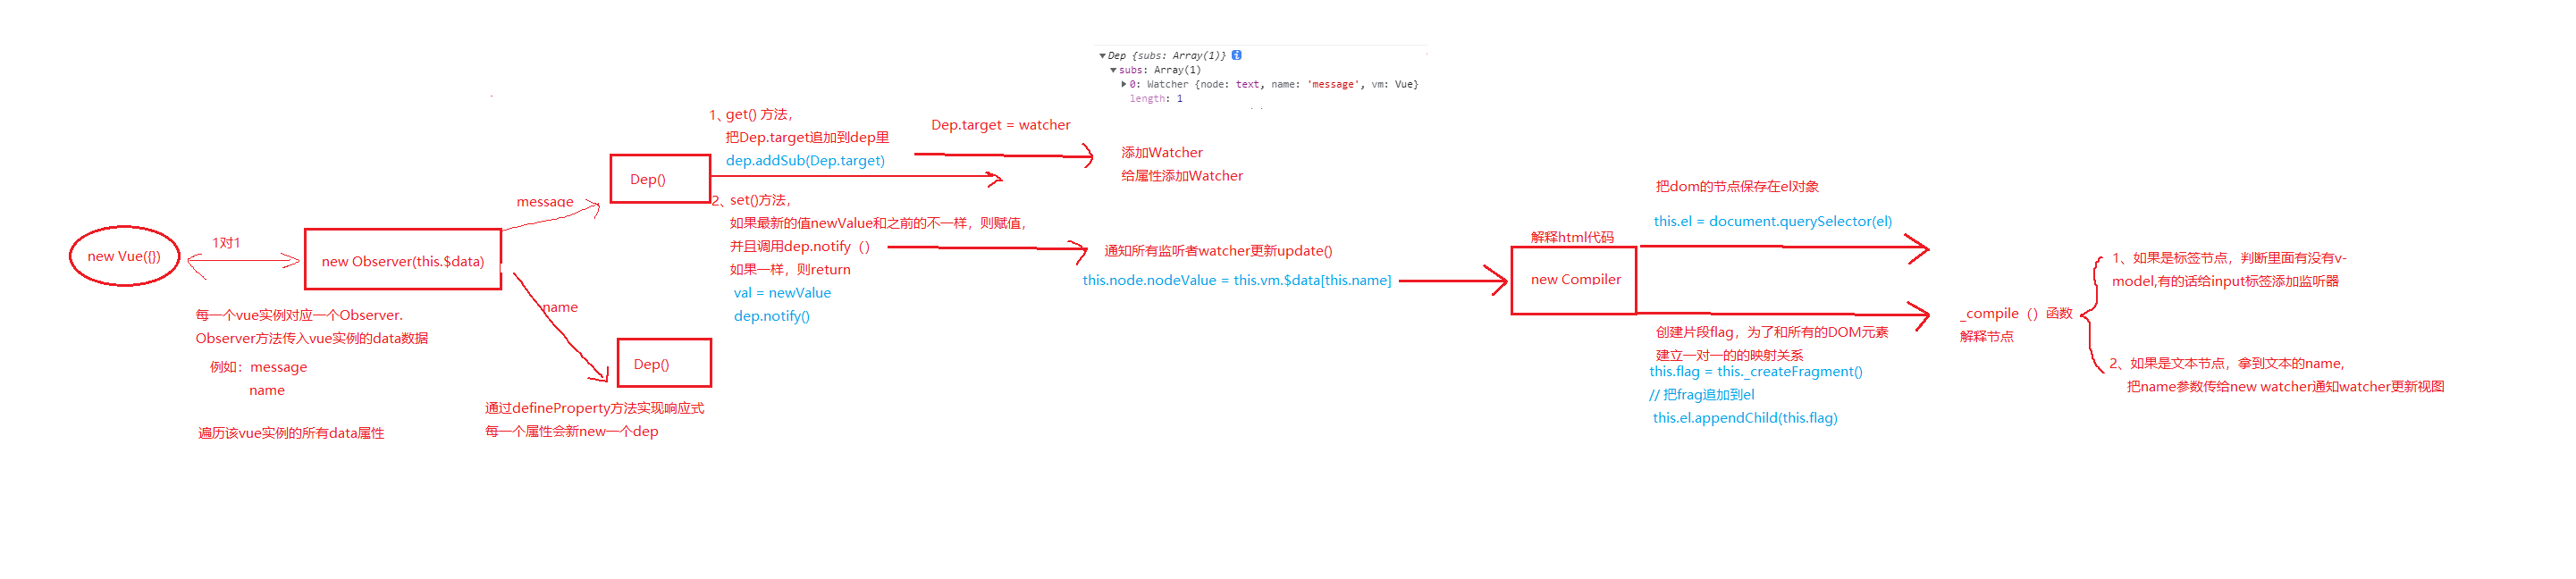 new Vue({})
1对1
new Observer(this.$data)
每一个vue实例对应一个Observer.
Observer方法传入vue实例的data数据
例如：message
name
遍历该vue实例的所有data属性
message
name
Dep()
Dep()
通过defineProperty方法实现响应式
每一个属性会新new一个dep
1、get() 方法，
把Dep.target追加到dep里
dep.addSub(Dep.target)
2、set()方法，
如果最新的值newValue和之前的不一样，则赋值，
并且调用dep.notify（）
如果一样，则return
val = newValue
dep.notify()
Dep.target = watcher
Dep {subs: Array(1)}
subs: Array(1)
0: Watcher {node: text, name: 'message', vm: Vue}
length: 1
添加Watcher
给属性添加Watcher
通知所有监听者watcher更新update()
this.node.nodeValue = this.vm.$data[this.name]
解释html代码
new Compiler
把dom的节点保存在el对象
this.el = document.querySelector(el)
创建片段flag，为了和所有的DOM元素
建立一对一的的映射关系
this.flag = this._createFragment()
// 把frag追加到el
this.el.appendChild(this.flag)
_compile（）函数
解释节点
1、如果是标签节点，判断里面有没有v-
model,有的话给input标签添加监听器
2、如果是文本节点，拿到文本的name，
把name参数传给new watcher通知watcher更新视图